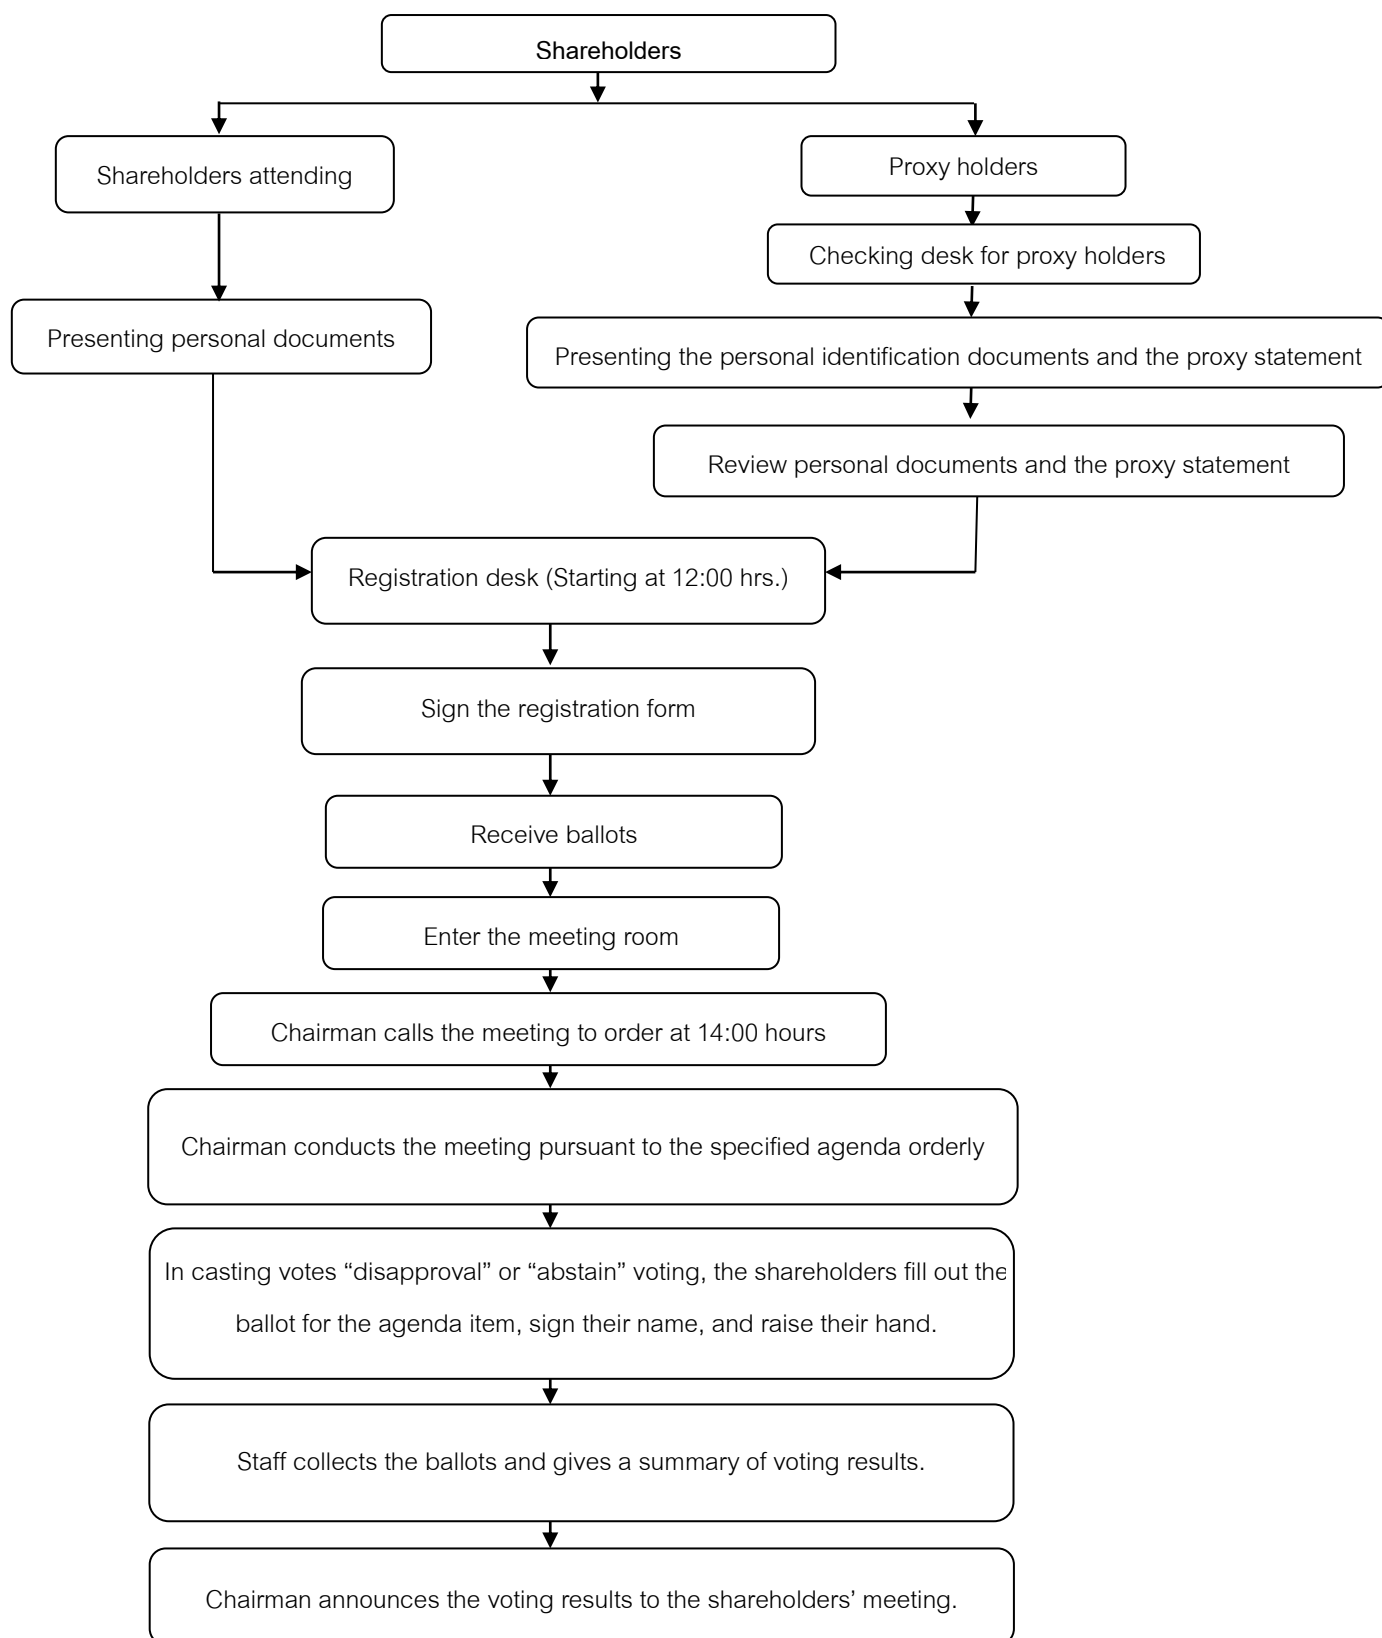 Shareholders
Shareholders attending
Proxy holders
Checking desk for proxy holders
Presenting personal documents
Presenting the personal identification documents and the proxy statement
Review personal documents and the proxy statement
Registration desk (Starting at 12:00 hrs.)
Sign the registration form
Receive ballots
Enter the meeting room
Chairman calls the meeting to order at 14:00 hours
Chairman conducts the meeting pursuant to the specified agenda orderly
In casting votes “disapproval” or “abstain” voting, the shareholders fill out the
ballot for the agenda item, sign their name, and raise their hand.
Staff collects the ballots and gives a summary of voting results.
Chairman announces the voting results to the shareholders’ meeting.